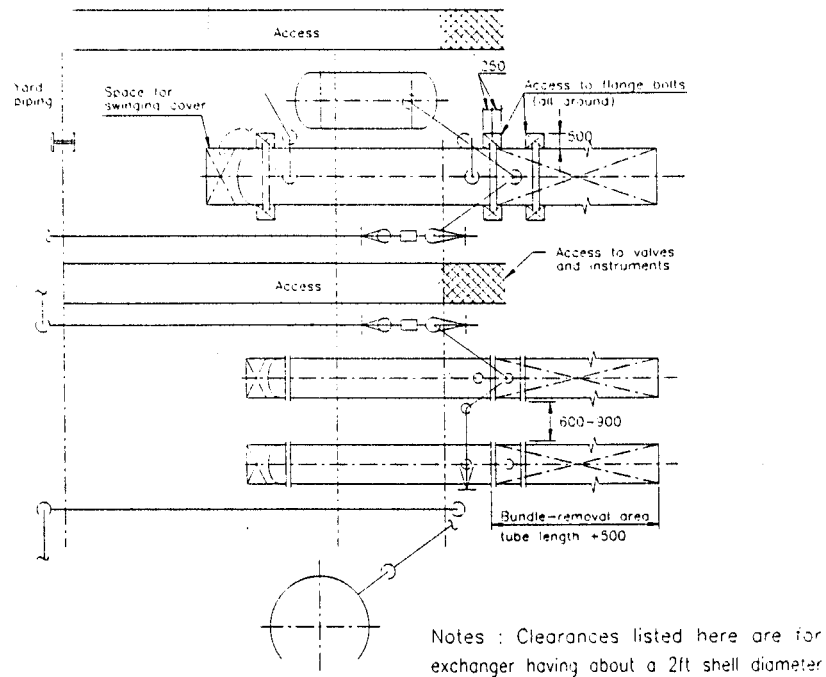 Access
250
Yard
piping
Space for
swinging cover
Access to flange bolts
(all around)
500
Access to valves
and instruments
Access
600-900
Bundle-removal area
tube length +500
Notes : Clearances listed here are for
exchanger having about a 2ft shell diameter